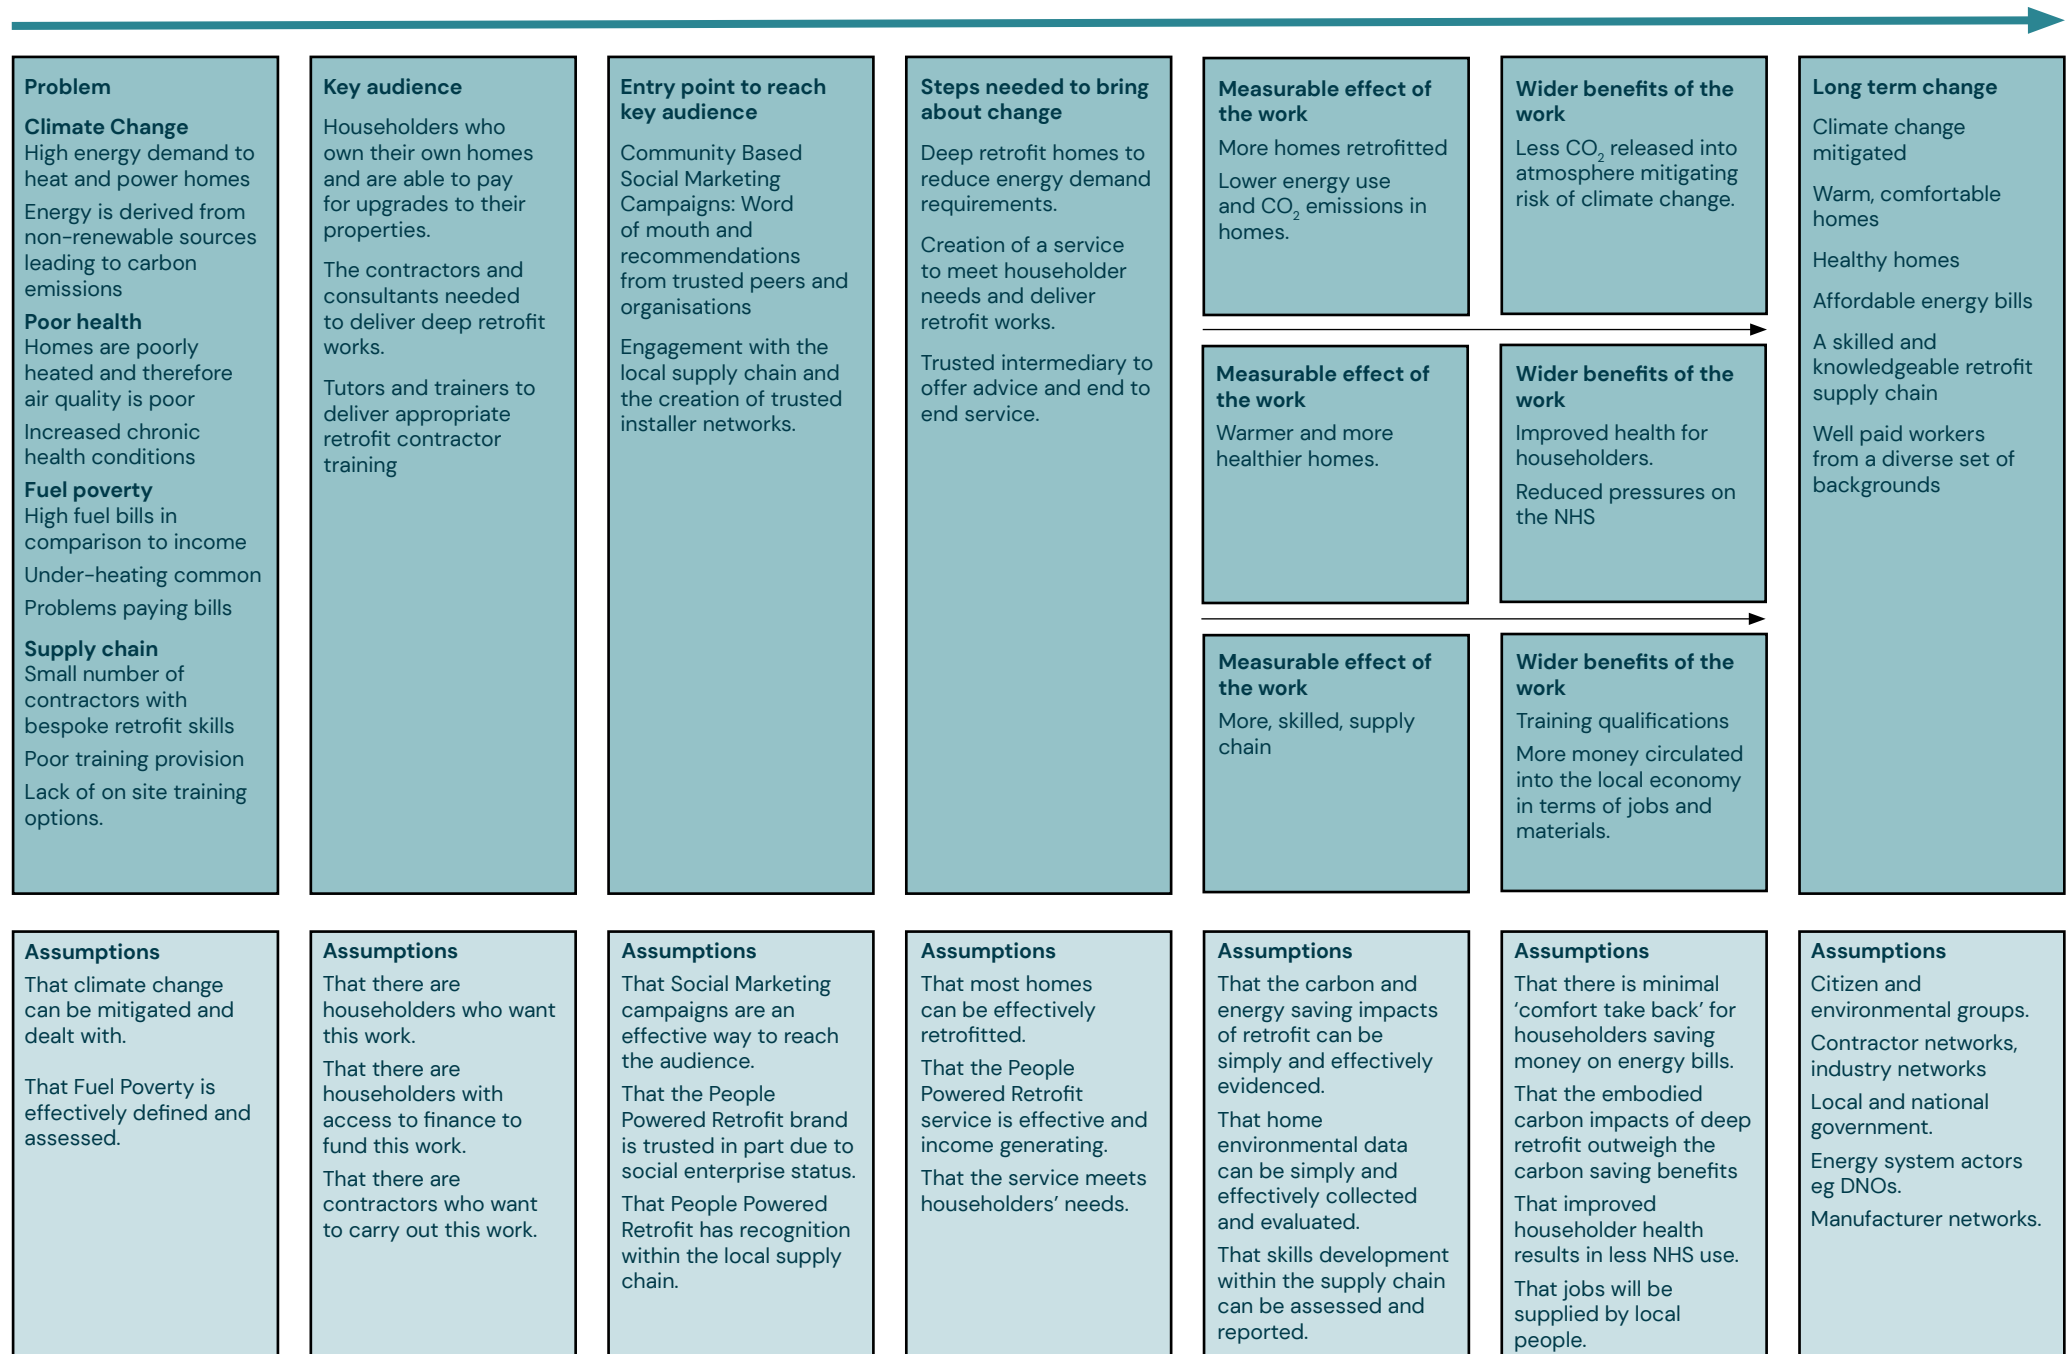 Problem
Climate Change
High energy demand to
heat and power homes
Energy is derived from
non-renewable sources
leading to carbon
emissions
Poor health
Homes are poorly
heated and therefore
air quality is poor
Increased chronic
health conditions
Fuel poverty
High fuel bills in
comparison to income
Under-heating common
Problems paying bills
Supply chain
Small number of
contractors with
bespoke retrofit skills
Poor training provision
Lack of on site training
options.
Key audience
Householders who
own their own homes
and are able to pay
for upgrades to their
properties.
The contractors and
consultants needed
to deliver deep retrofit
works.
Tutors and trainers to
deliver appropriate
retrofit contractor
training
Entry point to reach
key audience
Community Based
Social Marketing
Campaigns: Word
of mouth and
recommendations
from trusted peers and
organisations
Engagement with the
local supply chain and
the creation of trusted
installer networks.
Steps needed to bring
about change
Deep retrofit homes to
reduce energy demand
requirements.
Creation of a service
to meet householder
needs and deliver
retrofit works.
Trusted intermediary to
offer advice and end to
end service.
Measurable effect of
the work
More homes retrofitted
Lower energy use
and CO₂ emissions in
homes.
Wider benefits of the
work
Less CO₂ released into
atmosphere mitigating
risk of climate change.
Measurable effect of
the work
Warmer and more
healthier homes.
Wider benefits of the
work
Improved health for
householders.
Reduced pressures on
the NHS
Measurable effect of
the work
More, skilled, supply
chain
Wider benefits of the
work
Training qualifications
More money circulated
into the local economy
in terms of jobs and
materials.
Long term change
Climate change
mitigated
Warm, comfortable
homes
Healthy homes
Affordable energy bills
A skilled and
knowledgeable retrofit
supply chain
Well paid workers
from a diverse set of
backgrounds
Assumptions
That climate change
can be mitigated and
dealt with.
That Fuel Poverty is
effectively defined and
assessed.
Assumptions
That there are
householders who want
this work.
That there are
householders with
access to finance to
fund this work.
That there are
contractors who want
to carry out this work.
Assumptions
That Social Marketing
campaigns are an
effective way to reach
the audience.
That the People
Powered Retrofit brand
is trusted in part due to
social enterprise status.
That People Powered
Retrofit has recognition
within the local supply
chain.
Assumptions
That most homes
can be effectively
retrofitted.
That the People
Powered Retrofit
service is effective and
income generating.
That the service meets
householders’ needs.
Assumptions
That the carbon and
energy saving impacts
of retrofit can be
simply and effectively
evidenced.
That home
environmental data
can be simply and
effectively collected
and evaluated.
That skills development
within the supply chain
can be assessed and
reported.
Assumptions
That there is minimal
‘comfort take back’ for
householders saving
money on energy bills.
That the embodied
carbon impacts of deep
retrofit outweigh the
carbon saving benefits
That improved
householder health
results in less NHS use.
That jobs will be
supplied by local
people.
Assumptions
Citizen and
environmental groups.
Contractor networks,
industry networks
Local and national
government.
Energy system actors
eg DNOs.
Manufacturer networks.